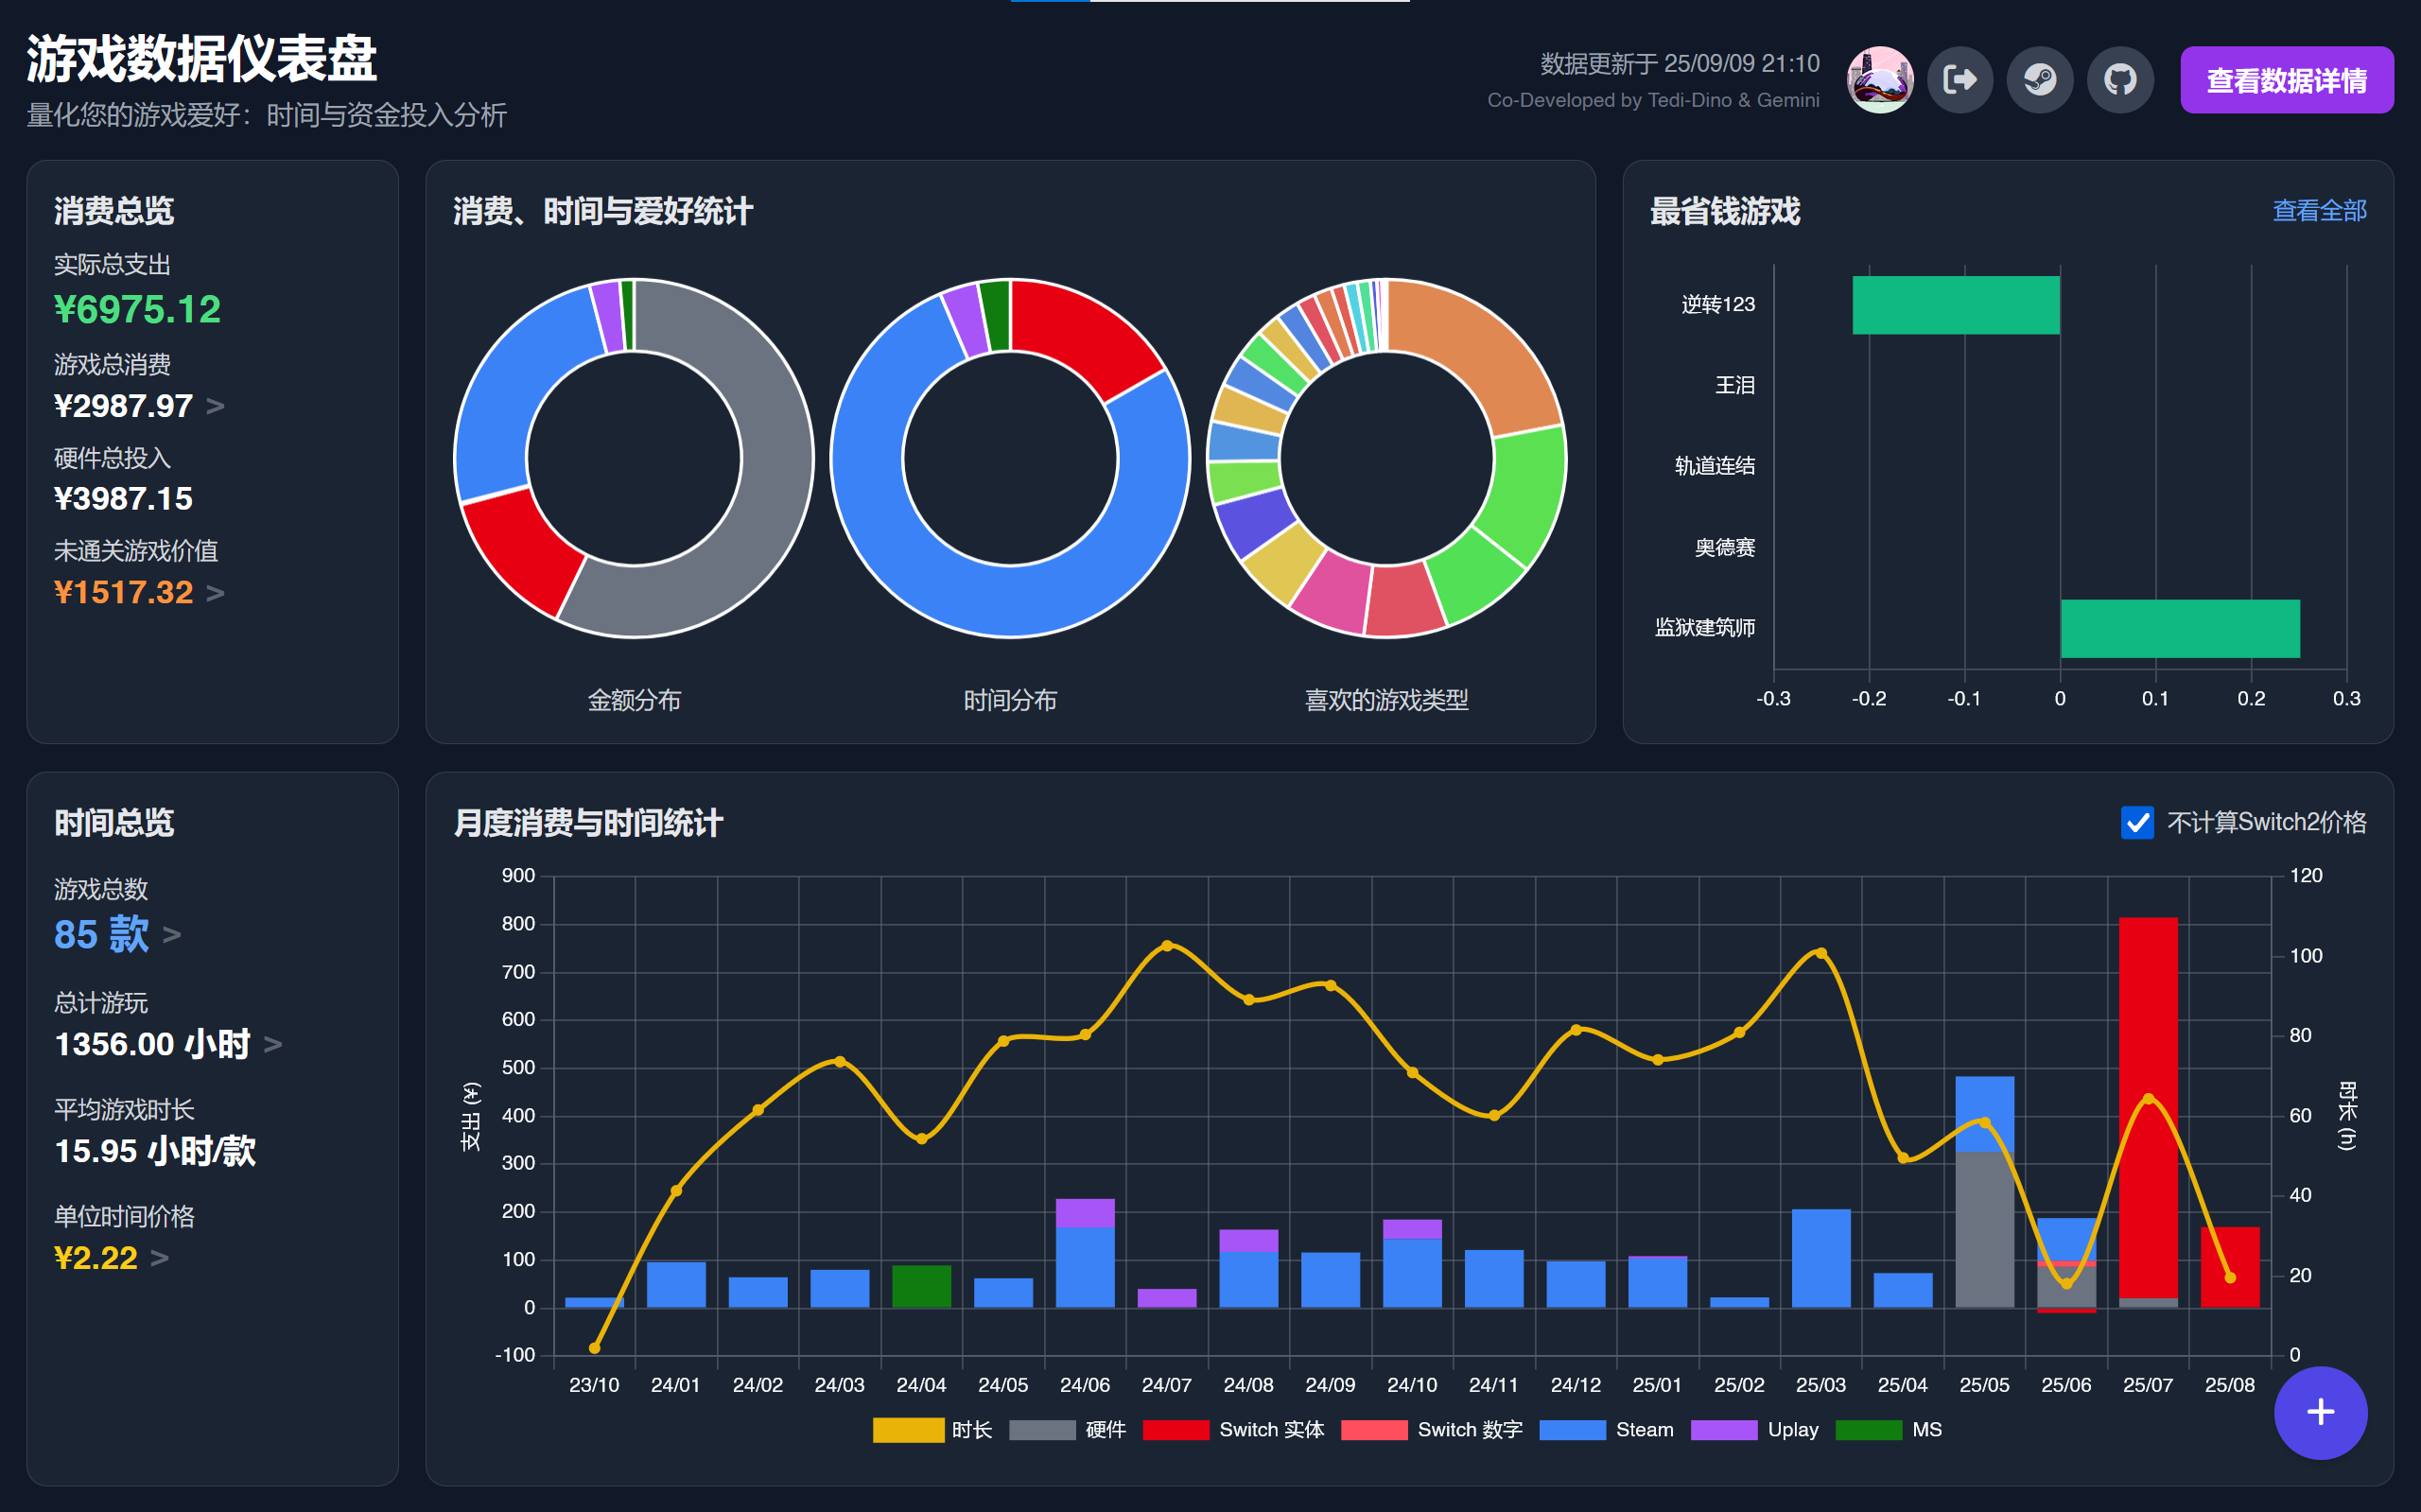 游戏数据仪表盘
量化您的游戏爱好：时间与资金投入分析
数据更新于 25/09/09 21:10
Co-Developed by Tedi-Dino & Gemini
查看数据详情
消费总览
实际总支出
¥6975.12
游戏总消费
¥2987.97 >
硬件总投入
¥3987.15
未通关游戏价值
¥1517.32 >
消费、时间与爱好统计
金额分布
时间分布
喜欢的游戏类型
最省钱游戏
查看全部
逆转123
王泪
轨道连结
奥德赛
监狱建筑师
-0.3 -0.2 -0.1 0 0.1 0.2 0.3
时间总览
游戏总数
85 款 >
总计游玩
1356.00 小时 >
平均游戏时长
15.95 小时/款
单位时间价格
¥2.22 >
月度消费与时间统计
不计算Switch2价格
支出 (¥)
900
800
700
600
500
400
300
200
100
0
-100
120
100
80
60
40
20
0
时长 (h)
23/10 24/01 24/02 24/03 24/04 24/05 24/06 24/07 24/08 24/09 24/10 24/11 24/12 25/01 25/02 25/03 25/04 25/05 25/06 25/07 25/08
时长 硬件 Switch 实体 Switch 数字 Steam Uplay MS
+